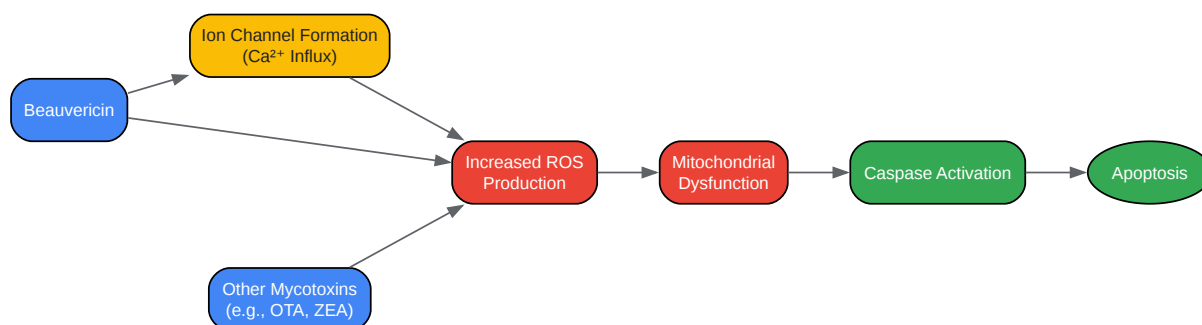 Ion Channel Formation
(Ca²⁺ Influx)
Beauvericin
Increased ROS
Production
Mitochondrial
Dysfunction
Caspase Activation
Apoptosis
Other Mycotoxins
(e.g., OTA, ZEA)